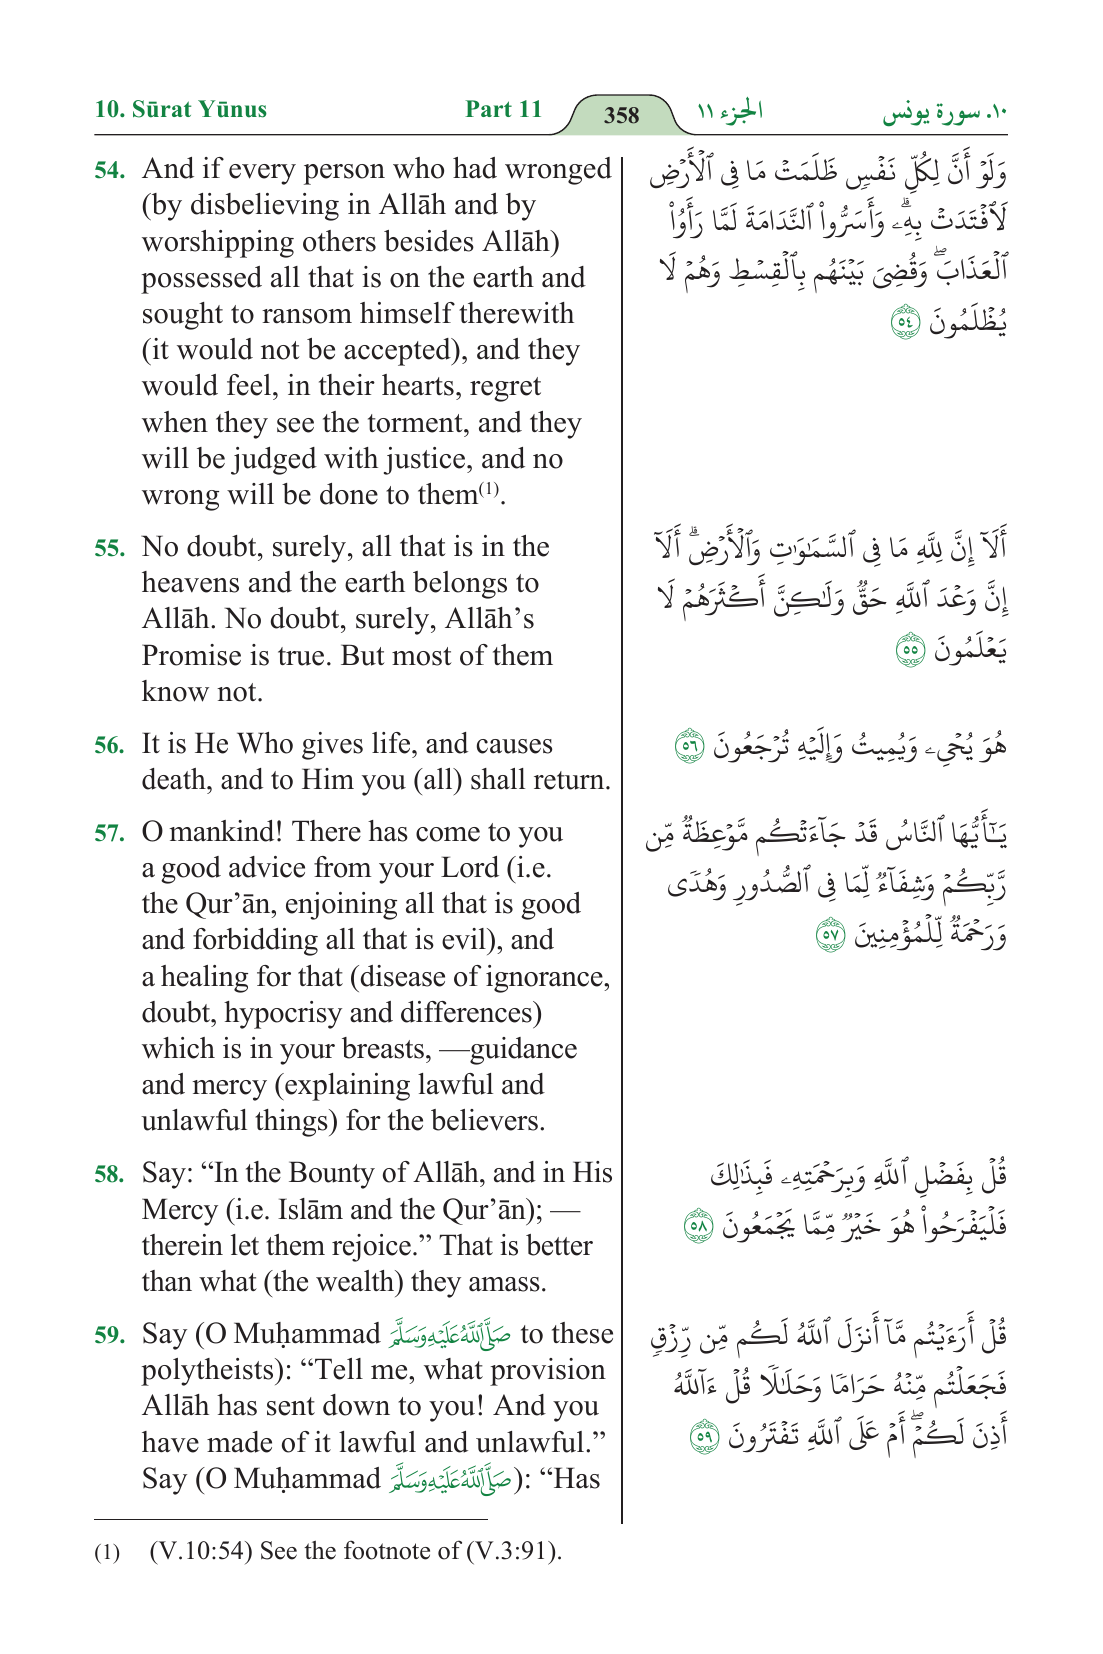 10. Sūrat Yūnus Part 11 358 الجزء ١١ ١٠. سورة يونس
54. And if every person who had wronged
(by disbelieving in Allāh and by
worshipping others besides Allāh)
possessed all that is on the earth and
sought to ransom himself therewith
(it would not be accepted), and they
would feel, in their hearts, regret
when they see the torment, and they
will be judged with justice, and no
wrong will be done to them(1).
55. No doubt, surely, all that is in the
heavens and the earth belongs to
Allāh. No doubt, surely, Allāh’s
Promise is true. But most of them
know not.
56. It is He Who gives life, and causes
death, and to Him you (all) shall return.
57. O mankind! There has come to you
a good advice from your Lord (i.e.
the Qur’ān, enjoining all that is good
and forbidding all that is evil), and
a healing for that (disease of ignorance,
doubt, hypocrisy and differences)
which is in your breasts, —guidance
and mercy (explaining lawful and
unlawful things) for the believers.
58. Say: “In the Bounty of Allāh, and in His
Mercy (i.e. Islām and the Qur’ān); —
therein let them rejoice.” That is better
than what (the wealth) they amass.
59. Say (O Muḥammad صَلَّى ٱللَّهُ عَلَيْهِ وَسَلَّمَ to these
polytheists): “Tell me, what provision
Allāh has sent down to you! And you
have made of it lawful and unlawful.”
Say (O Muḥammad صَلَّى ٱللَّهُ عَلَيْهِ وَسَلَّمَ): “Has
وَلَوْ أَنَّ لِكُلِّ نَفْسٍ ظَلَمَتْ مَا فِى ٱلْأَرْضِ
لَٱفْتَدَتْ بِهِۦۗ وَأَسَرُّوا۟ ٱلنَّدَامَةَ لَمَّا رَأَوُا۟
ٱلْعَذَابَۖ وَقُضِىَ بَيْنَهُم بِٱلْقِسْطِ وَهُمْ لَا
يُظْلَمُونَ ٥٤
أَلَآ إِنَّ لِلَّهِ مَا فِى ٱلسَّمَـٰوَٰتِ وَٱلْأَرْضِۗ أَلَآ
إِنَّ وَعْدَ ٱللَّهِ حَقٌّ وَلَـٰكِنَّ أَكْثَرَهُمْ لَا
يَعْلَمُونَ ٥٥
هُوَ يُحْىِۦ وَيُمِيتُ وَإِلَيْهِ تُرْجَعُونَ ٥٦
يَـٰٓأَيُّهَا ٱلنَّاسُ قَدْ جَآءَتْكُم مَّوْعِظَةٌ مِّن
رَّبِّكُمْ وَشِفَآءٌ لِّمَا فِى ٱلصُّدُورِ وَهُدًى
وَرَحْمَةٌ لِّلْمُؤْمِنِينَ ٥٧
قُلْ بِفَضْلِ ٱللَّهِ وَبِرَحْمَتِهِۦ فَبِذَٰلِكَ
فَلْيَفْرَحُوا۟ هُوَ خَيْرٌ مِّمَّا يَجْمَعُونَ ٥٨
قُلْ أَرَءَيْتُم مَّآ أَنزَلَ ٱللَّهُ لَكُم مِّن رِّزْقٍ
فَجَعَلْتُم مِّنْهُ حَرَامًا وَحَلَـٰلًا قُلْ ءَآللَّهُ
أَذِنَ لَكُمْۖ أَمْ عَلَى ٱللَّهِ تَفْتَرُونَ ٥٩
(1) (V.10:54) See the footnote of (V.3:91).